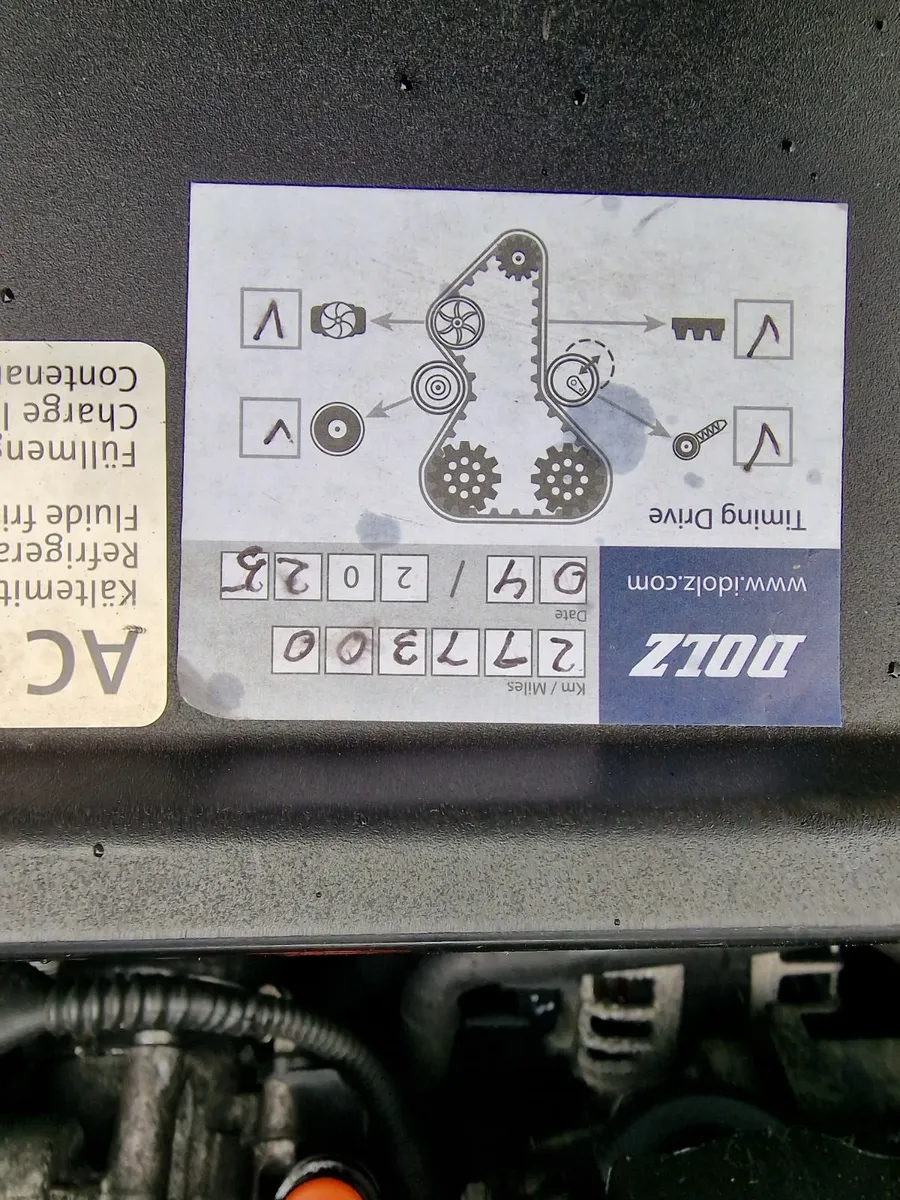 DOLZ
www.idolz.com
Km / Miles
277300
Date
04 / 2025
Timing Drive
AC
Kältemit
Refrigera
Fluide fri
Füllmeng
Charge
Contenan